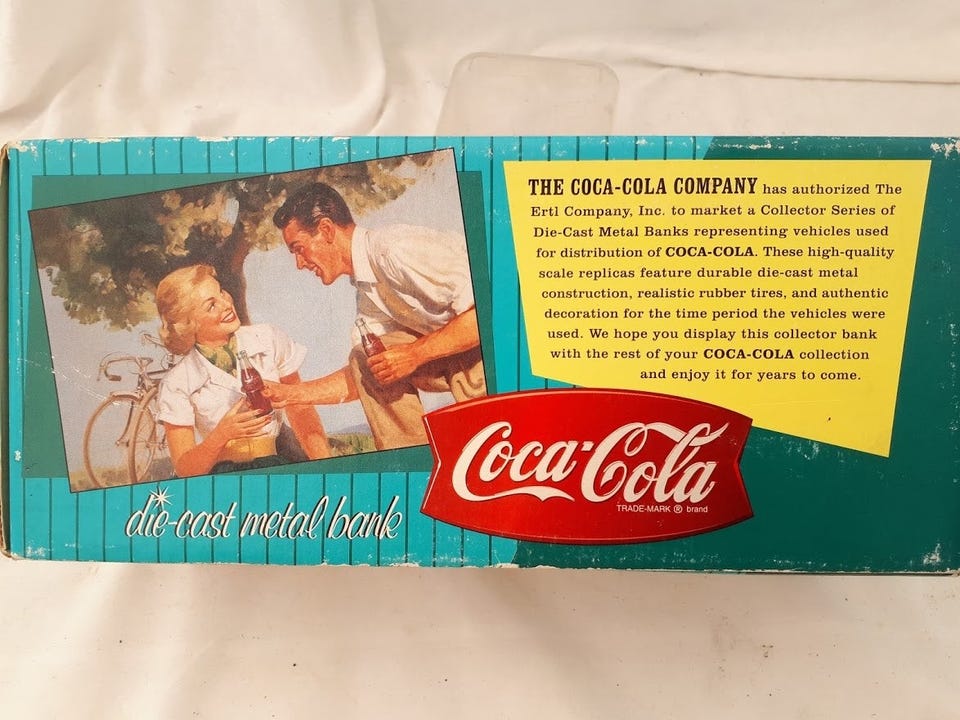 THE COCA-COLA COMPANY has authorized The
Ertl Company, Inc. to market a Collector Series of
Die-Cast Metal Banks representing vehicles used
for distribution of COCA-COLA. These high-quality
scale replicas feature durable die-cast metal
construction, realistic rubber tires, and authentic
decoration for the time period the vehicles were
used. We hope you display this collector bank
with the rest of your COCA-COLA collection
and enjoy it for years to come.
Coca-Cola
TRADE-MARK ® brand
die-cast metal bank